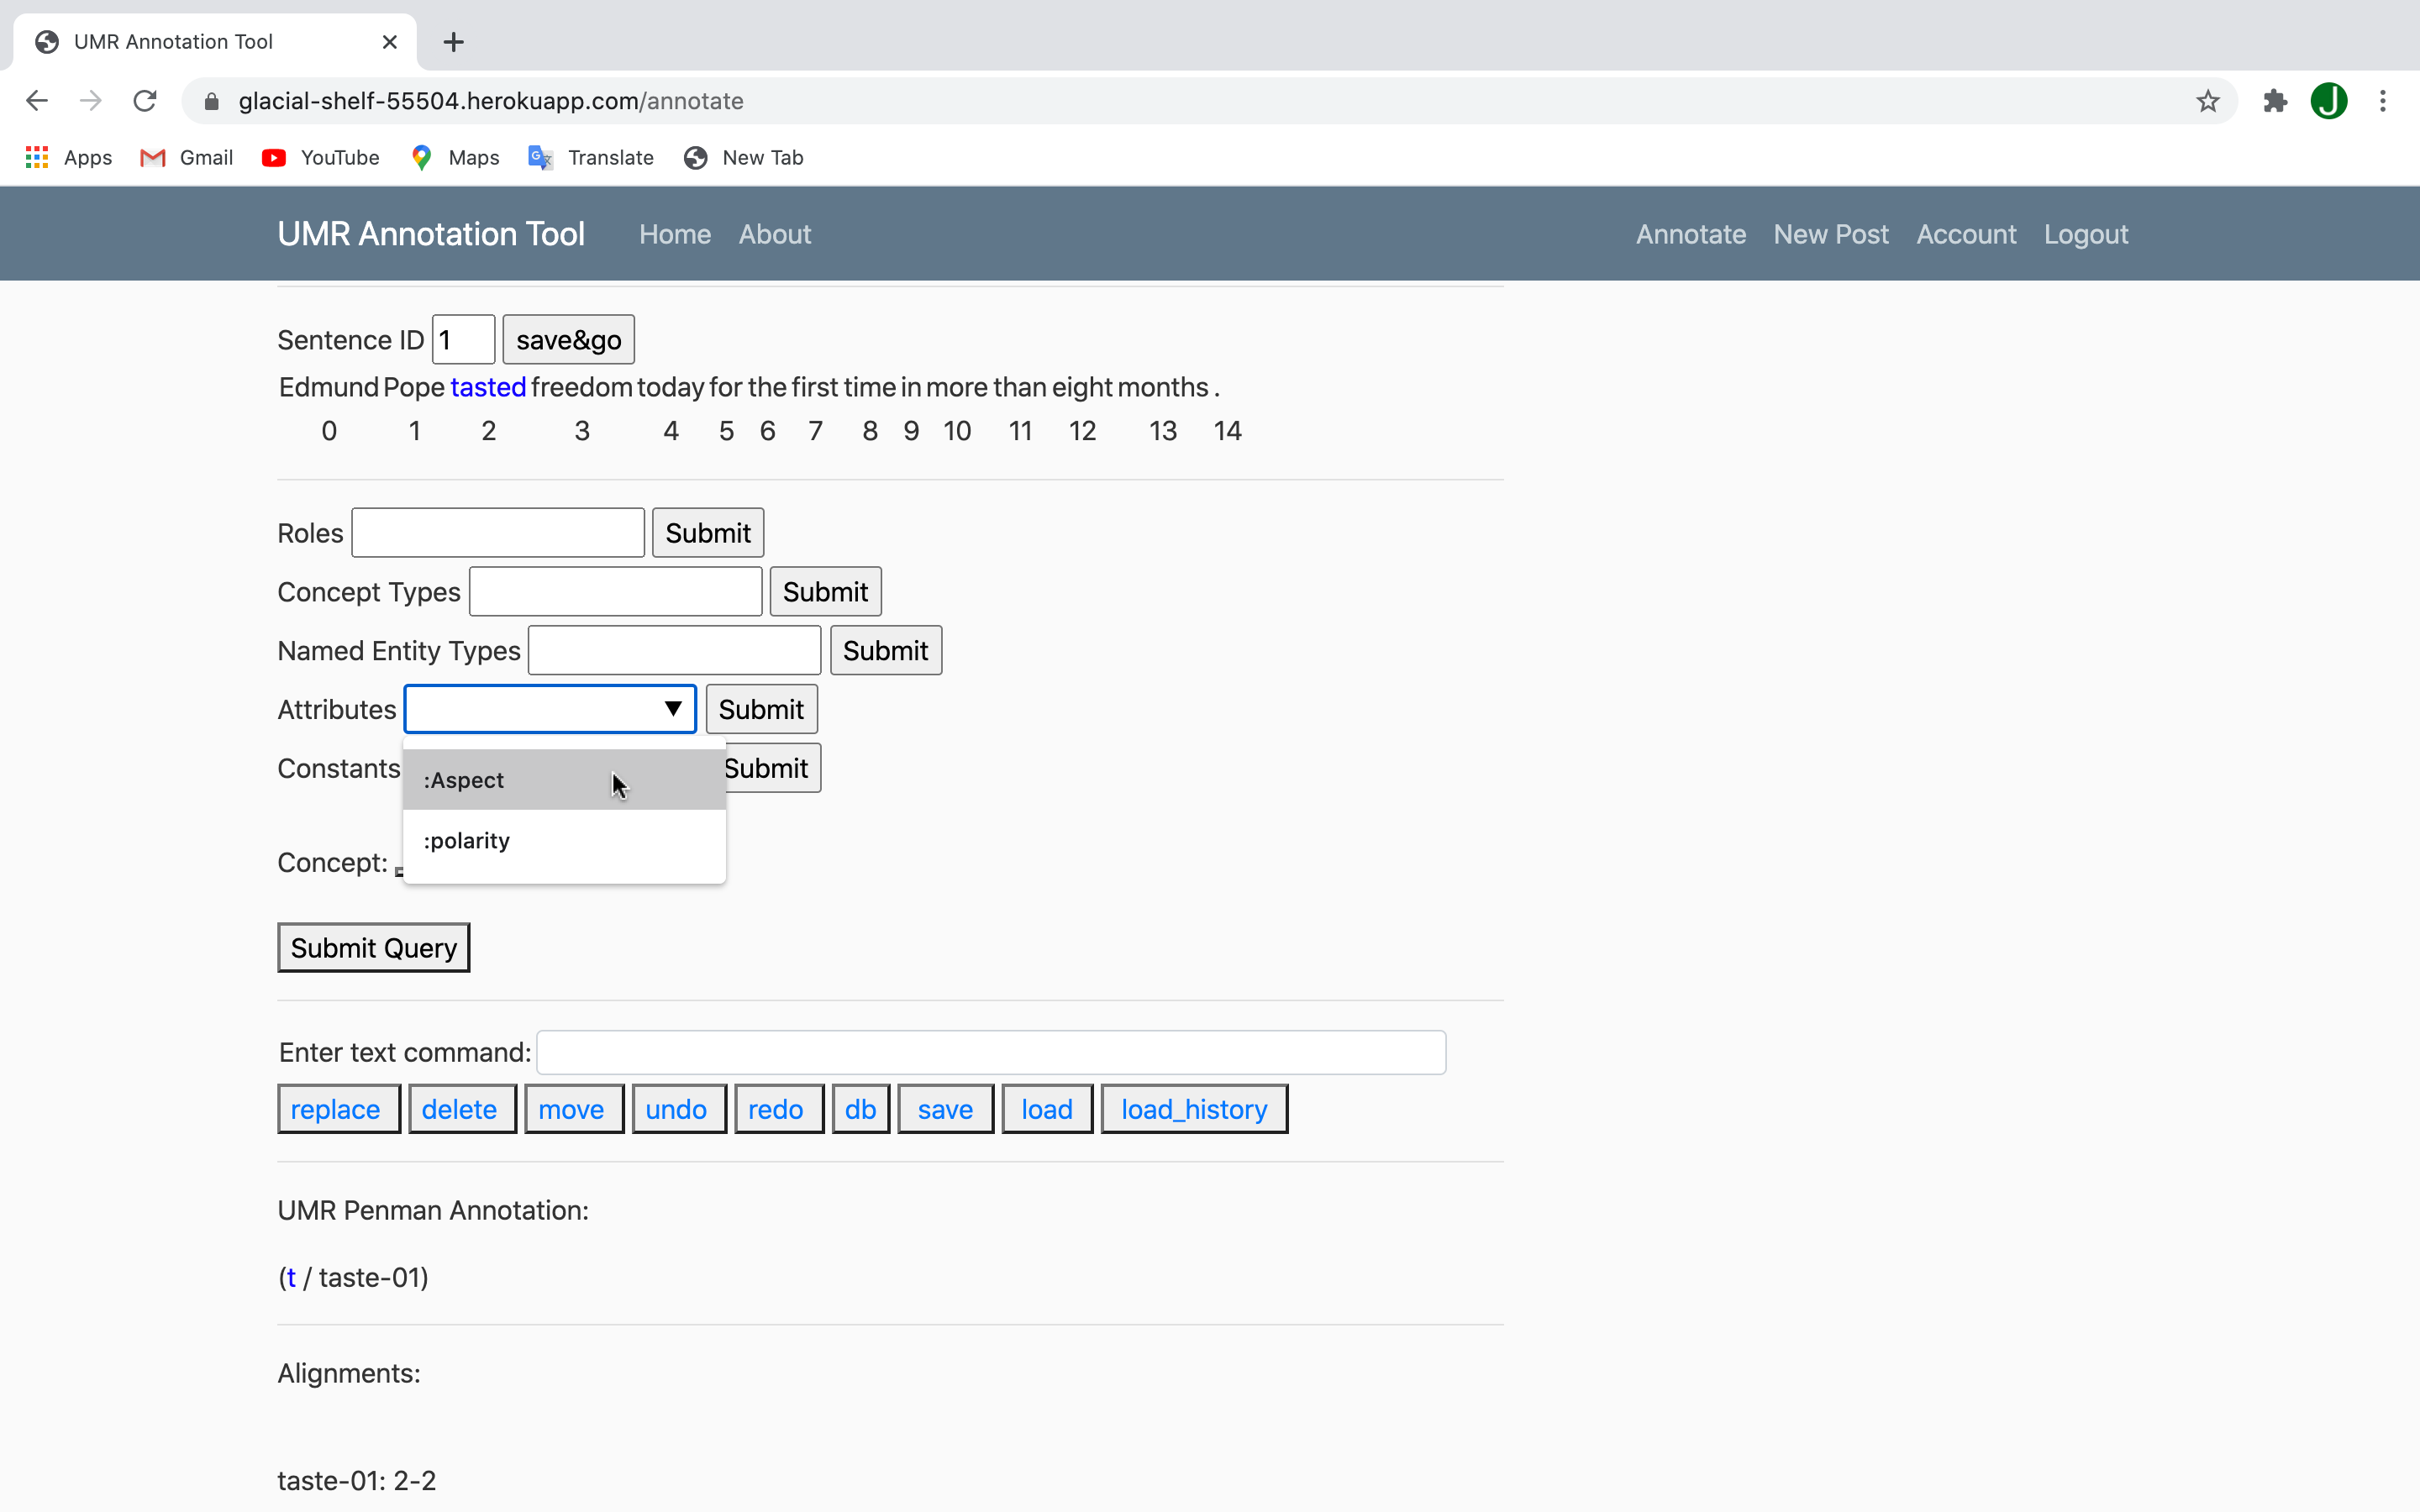 UMR Annotation Tool
glacial-shelf-55504.herokuapp.com/annotate
Apps Gmail YouTube Maps Translate New Tab
UMR Annotation Tool Home About Annotate New Post Account Logout
Sentence ID 1 save&go
Edmund Pope tasted freedom today for the first time in more than eight months .
0 1 2 3 4 5 6 7 8 9 10 11 12 13 14
Roles Submit
Concept Types Submit
Named Entity Types Submit
Attributes Submit
Constants Submit
:Aspect
:polarity
Concept:
Submit Query
Enter text command:
replace delete move undo redo db save load load_history
UMR Penman Annotation:
(t / taste-01)
Alignments:
taste-01: 2-2